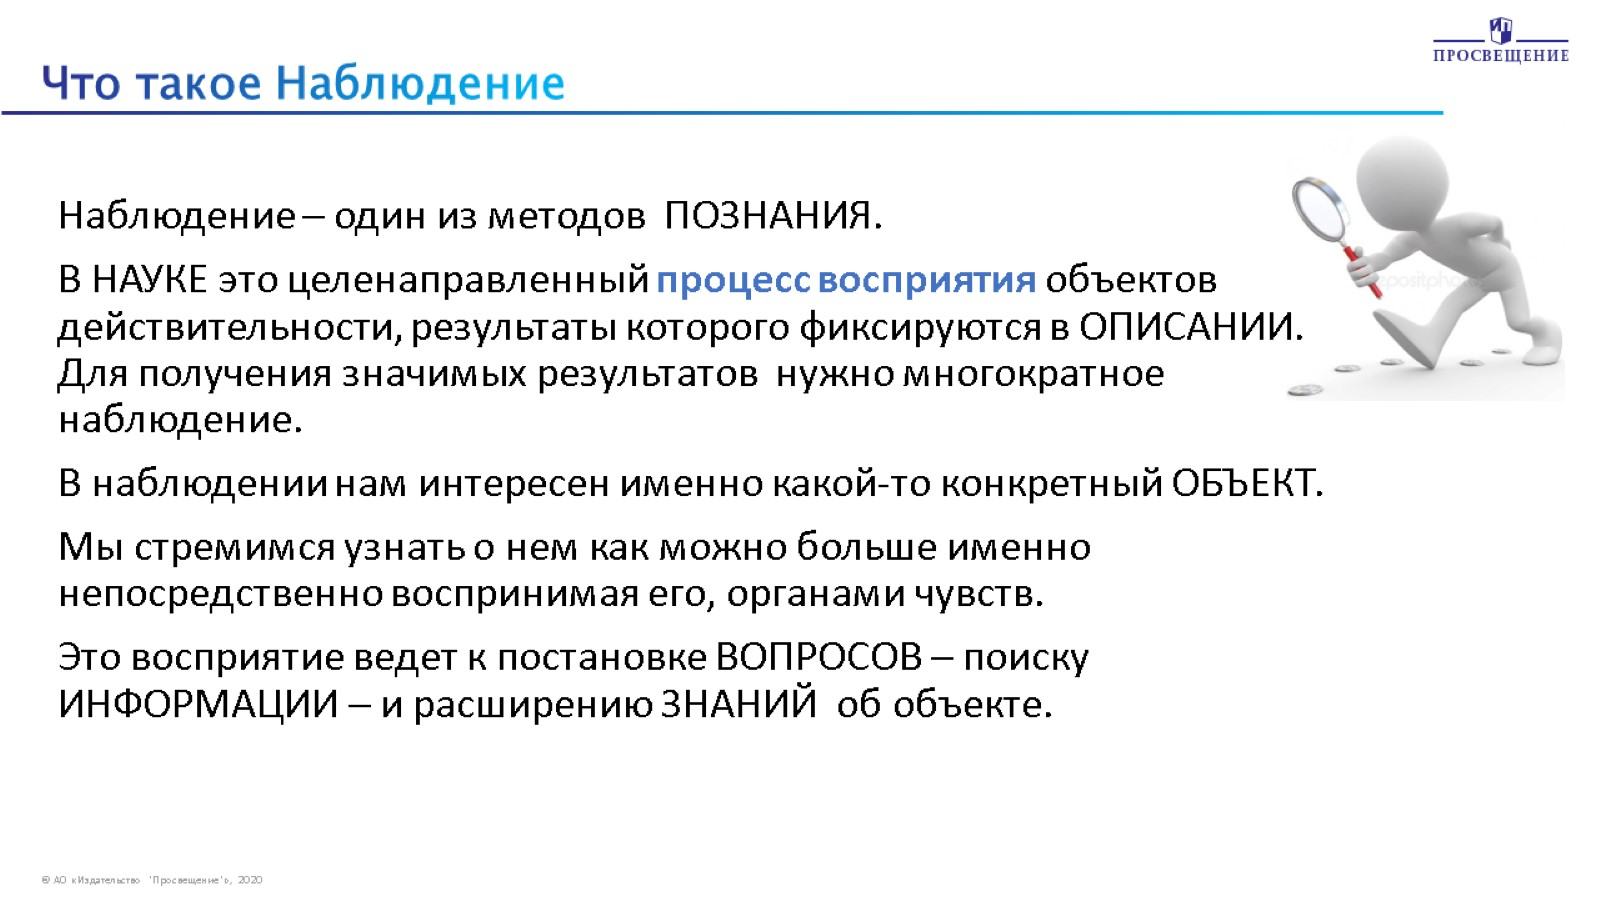 ИП
ПРОСВЕЩЕНИЕ
Что такое Наблюдение
Наблюдение – один из методов ПОЗНАНИЯ.
В НАУКЕ это целенаправленный процесс восприятия объектов
действительности, результаты которого фиксируются в ОПИСАНИИ.
Для получения значимых результатов нужно многократное
наблюдение.
В наблюдении нам интересен именно какой-то конкретный ОБЪЕКТ.
Мы стремимся узнать о нем как можно больше именно
непосредственно воспринимая его, органами чувств.
Это восприятие ведет к постановке ВОПРОСОВ – поиску
ИНФОРМАЦИИ – и расширению ЗНАНИЙ об объекте.
© АО «Издательство "Просвещение"», 2020